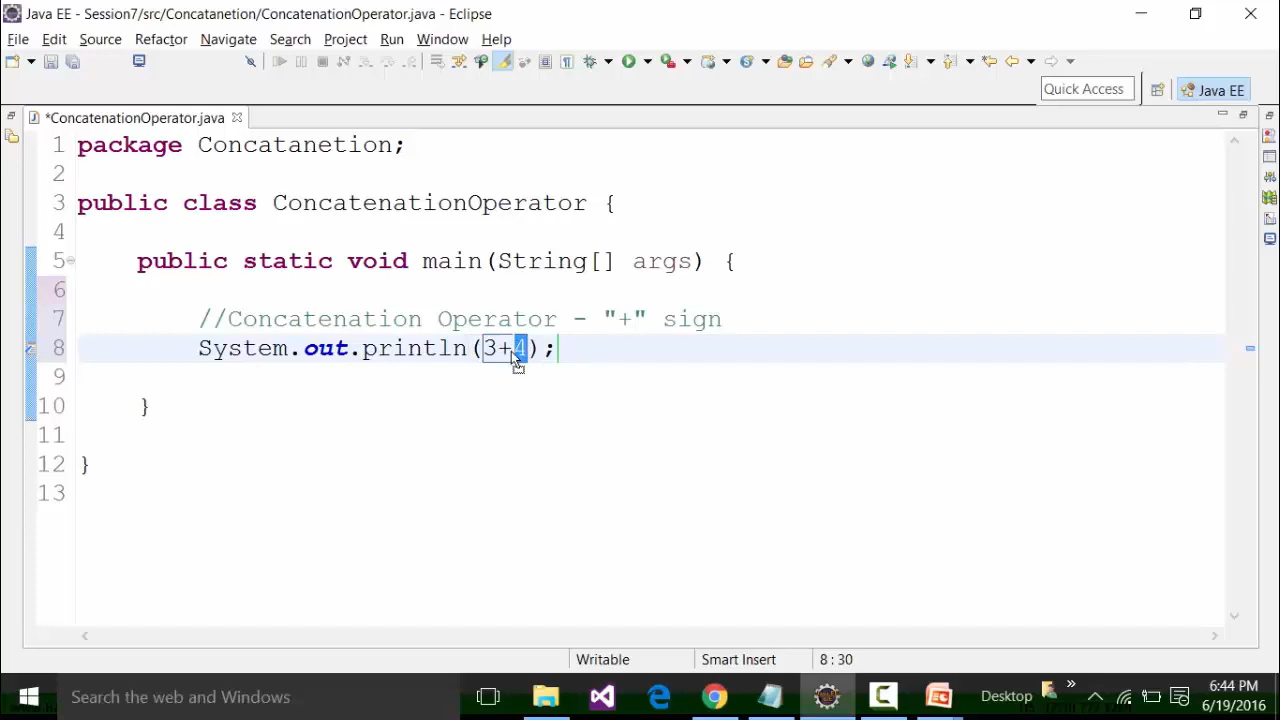 Java EE - Session7/src/Concatanetion/ConcatenationOperator.java - Eclipse
File Edit Source Refactor Navigate Search Project Run Window Help
Quick Access
Java EE
*ConcatenationOperator.java
1 package Concatanetion;
2
3 public class ConcatenationOperator {
4
5 public static void main(String[] args) {
6
7 //Concatenation Operator - "+" sign
8 System.out.println(3+4);
9
10 }
11
12 }
13
Writable Smart Insert 8 : 30
Search the web and Windows
Desktop
6:44 PM
6/19/2016